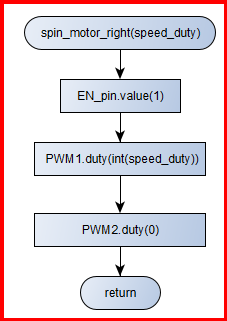 spin_motor_right(speed_duty)
EN_pin.value(1)
PWM1.duty(int(speed_duty))
PWM2.duty(0)
return